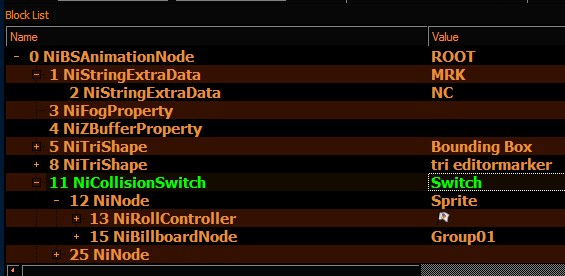 Block List
Name Value
0 NiBSAnimationNode ROOT
1 NiStringExtraData MRK
2 NiStringExtraData NC
3 NiFogProperty
4 NiZBufferProperty
5 NiTriShape Bounding Box
8 NiTriShape tri editormarker
11 NiCollisionSwitch Switch
12 NiNode Sprite
13 NiRollController
15 NiBillboardNode Group01
25 NiNode